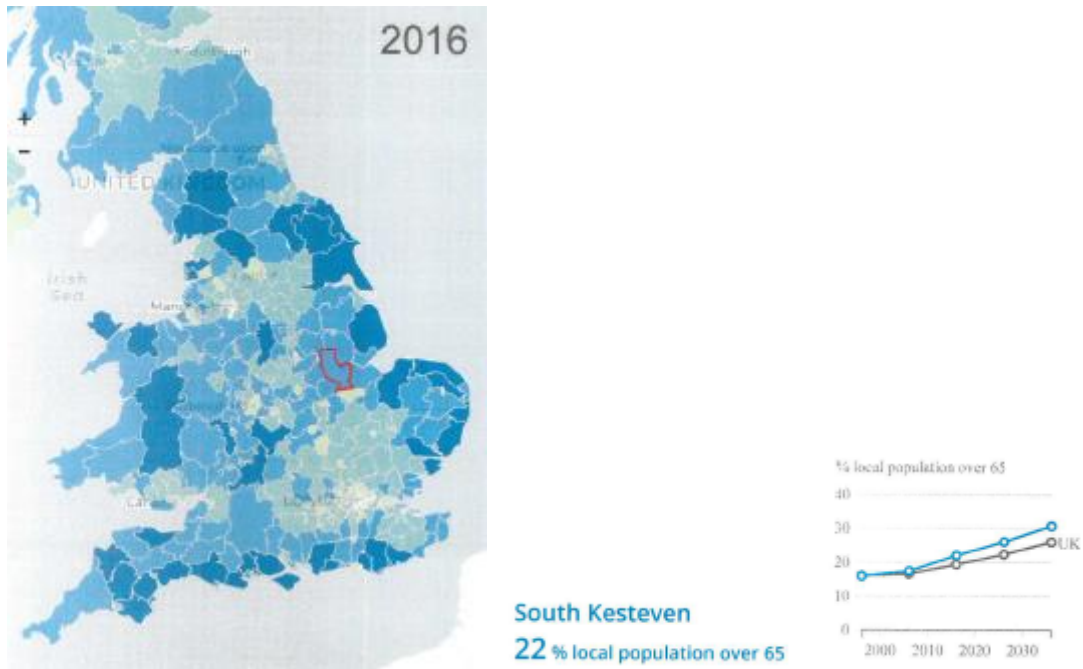 2016
+
−
UNITED KINGDOM
Irish
Sea
South Kesteven
22 % local population over 65
% local population over 65
40
30
UK
20
10
0
2000 2010 2020 2030